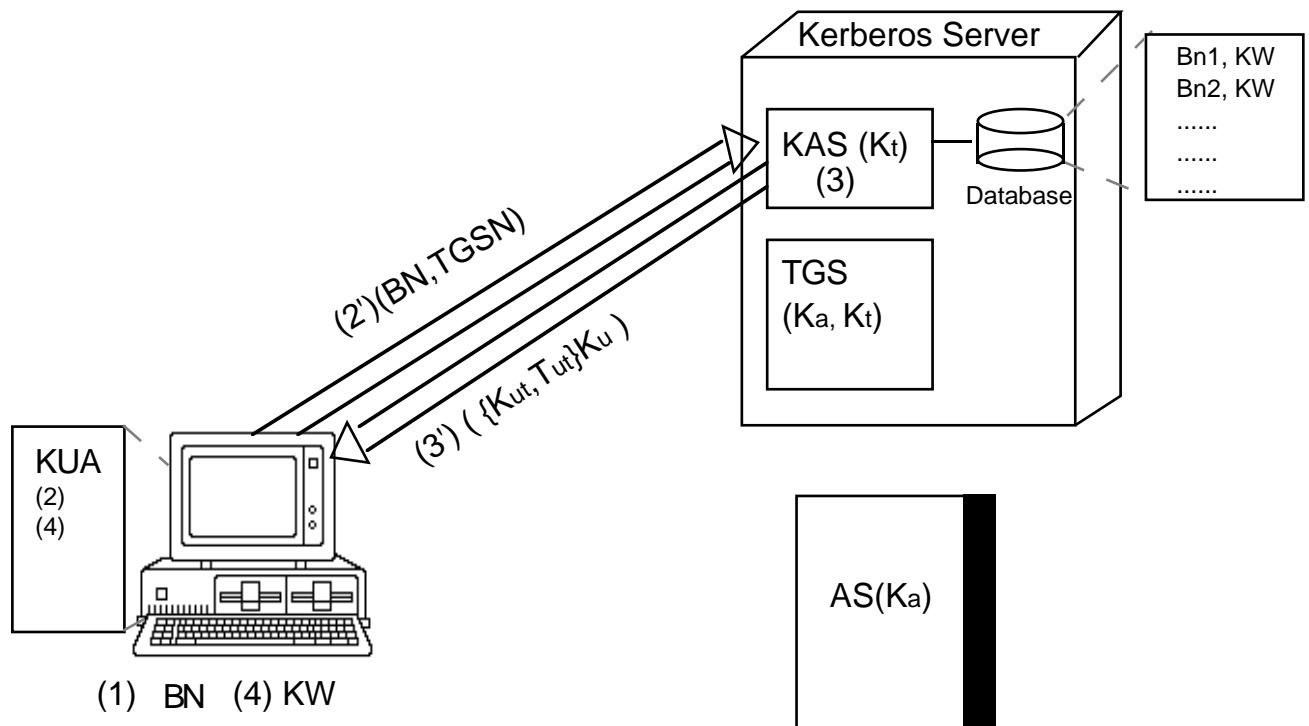 Kerberos Server
Bn1, KW
Bn2, KW
......
......
......
KAS (Kt)
(3)
Database
TGS
(Ka, Kt)
(2')(BN,TGSN)
(3') ( {Kut,Tut}Ku )
KUA
(2)
(4)
AS(Ka)
(1) BN (4) KW